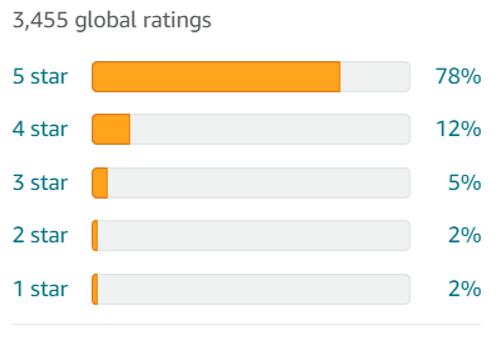 3,455 global ratings
5 star 78%
4 star 12%
3 star 5%
2 star 2%
1 star 2%